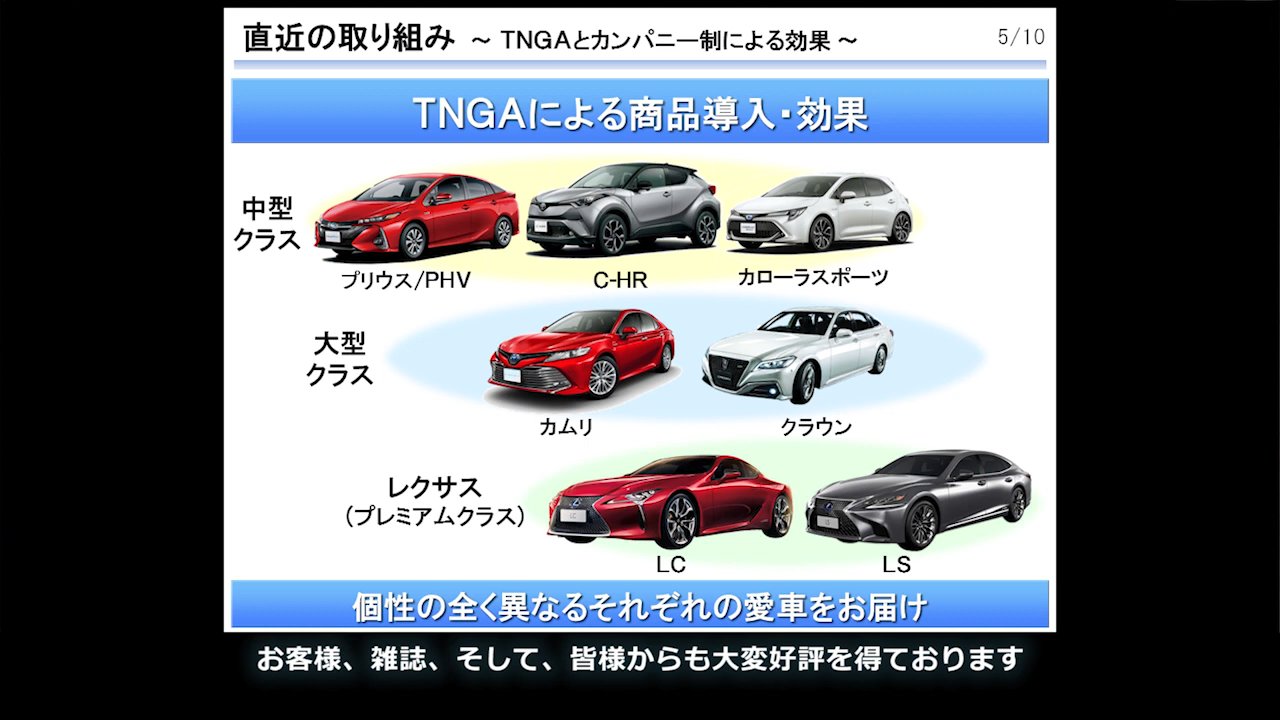 直近の取り組み ～ TNGAとカンパニー制による効果 ～
5/10
TNGAによる商品導入・効果
中型
クラス
プリウス/PHV
C-HR
カローラスポーツ
大型
クラス
カムリ
クラウン
レクサス
（プレミアムクラス）
LC
LS
個性の全く異なるそれぞれの愛車をお届け
お客様、雑誌、そして、皆様からも大変好評を得ております